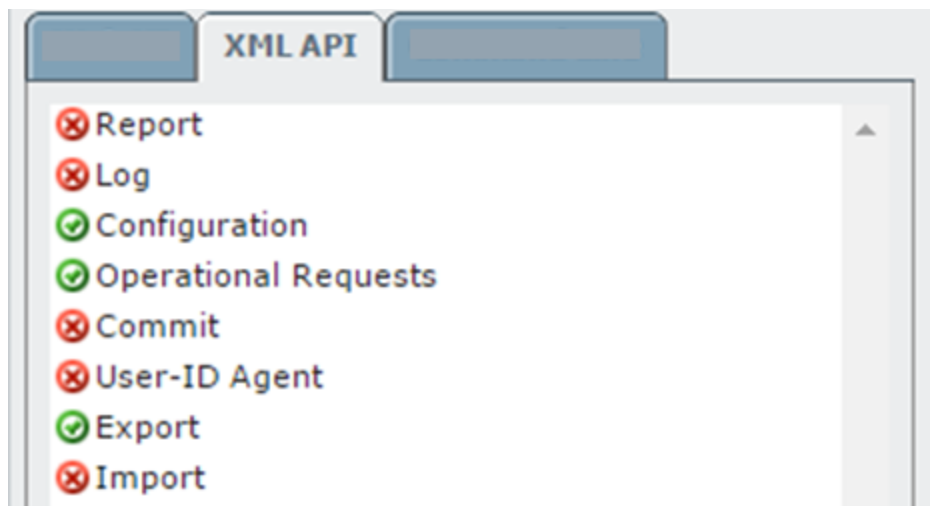 XML API
Report
Log
Configuration
Operational Requests
Commit
User-ID Agent
Export
Import